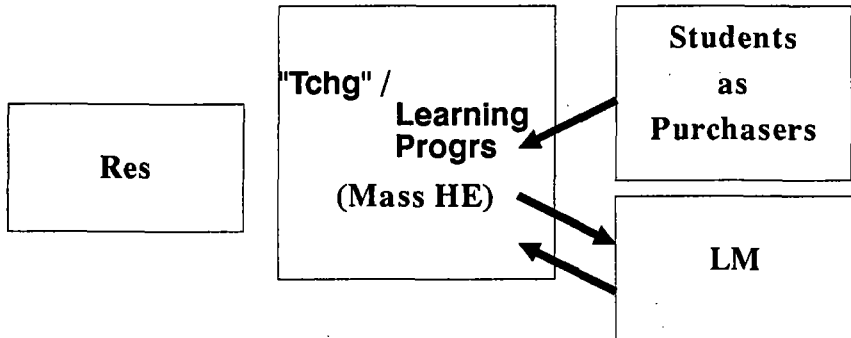 Res
"Tchg" /
Learning
Progrs
(Mass HE)
Students
as
Purchasers
LM